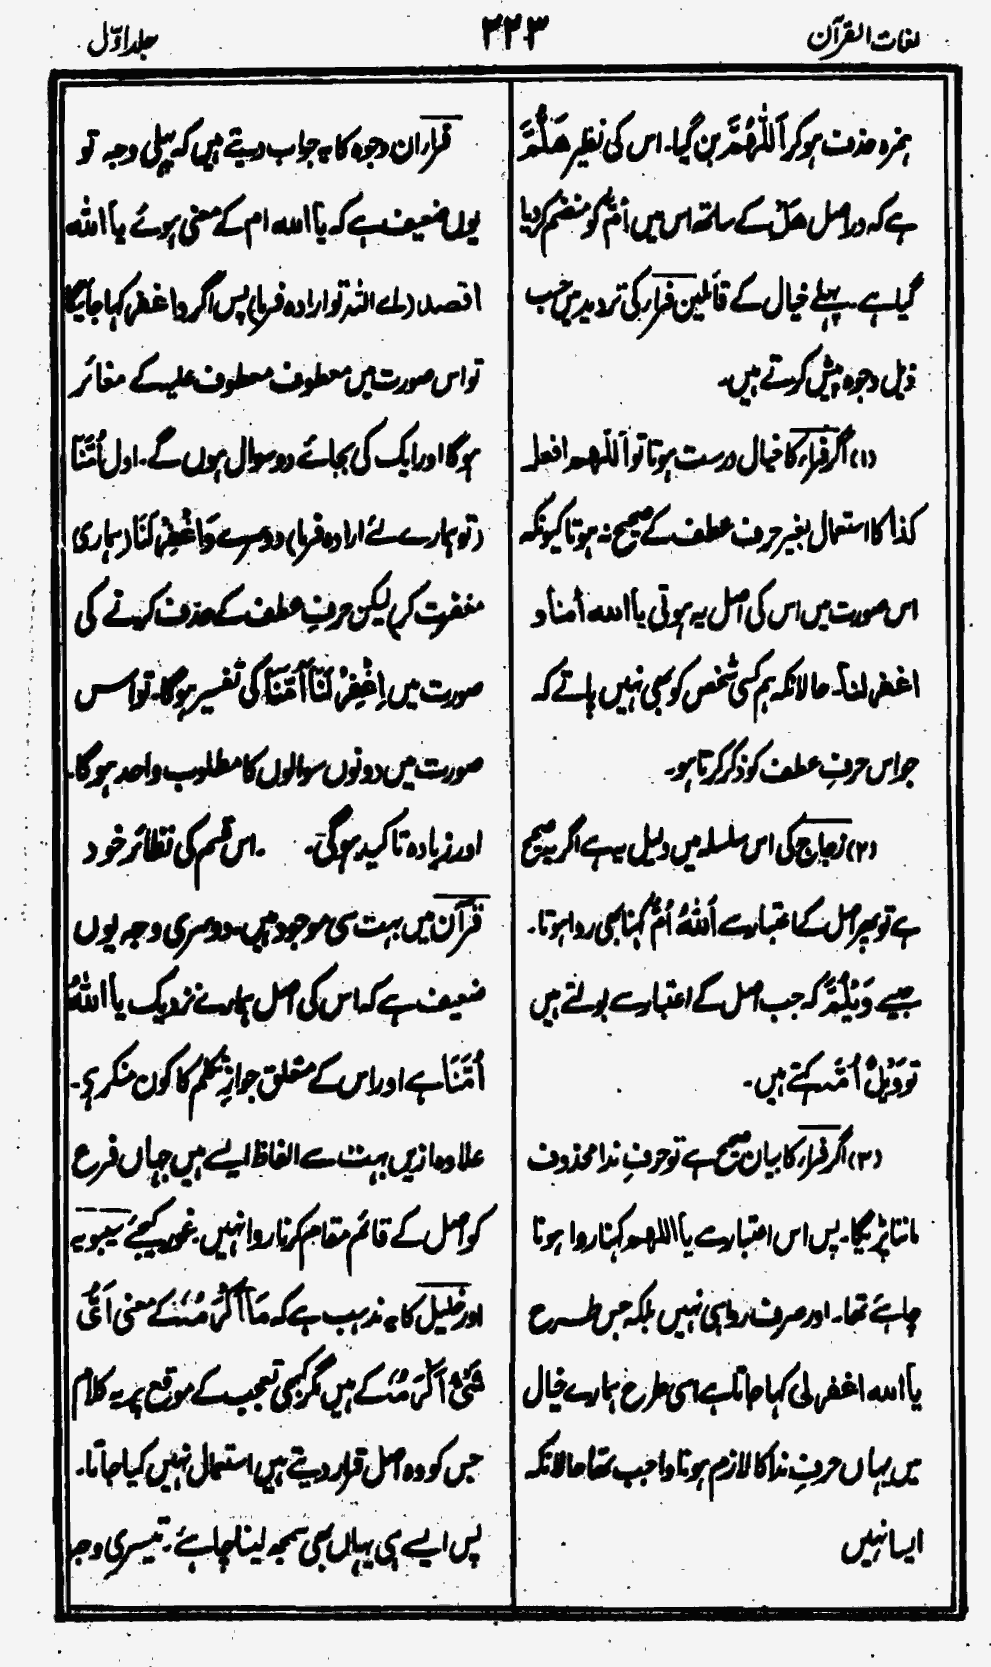 لغات القرآن
۲۲۳
جلد اوّل
ہمزہ حذف ہو کر اَللّٰهُمَّ بن گیا۔ اس کی نظیر هَلُمَّ
ہے کہ دراصل هَلْ کے ساتھ اس میں اُمَّ کو منضم کر دیا
گیا ہے۔ پہلے خیال کے قائلین فرار کی تردید میں حسب
ذیل وجوہ پیش کرتے ہیں۔
(۱) اگر فراء کا خیال درست ہوتا تو اَللّٰھم افعل
کذا کا استعمال بغیر حرف عطف کے صحیح نہ ہوتا کیونکہ
اس صورت میں اس کی اصل یہ ہوتی یا الله اُمنا و
اغفر لنا۔ حالانکہ ہم کسی شخص کو بھی نہیں پاتے کہ
جو اس حرفِ عطف کو ذکر کرتا ہو۔
(۲) زجاج کی اس سلسلہ میں دلیل یہ ہے اگر یہ صحیح
ہے تو پھر اصل کے اعتبار سے اَللّٰهُ اُمَّ کہنا بھی روا ہوتا۔
جیسے وَيْلُمِّهٖ کہ جب اصل کے اعتبار سے بولتے ہیں
تو وَيْلُ اُمِّهٖ کہتے ہیں۔
(۳) اگر فراء کا بیان صحیح ہے تو حرفِ ندا محذوف
ماننا پڑیگا۔ پس اس اعتبار سے یا اللھم کہنا روا ہونا
چاہئے تھا۔ اور صرف روا ہی نہیں بلکہ جس طرح
یا الله اغفر لی کہا جاتا ہے اسی طرح ہمارے خیال
میں یہاں حرفِ ندا کا لازم ہونا واجب تھا حالانکہ
ایسا نہیں
فرار ان وجوہ کا یہ جواب دیتے ہیں کہ پہلی وجہ تو
یوں ضعیف ہے کہ یا الله ام کے معنی ہوئے یا الله
اقصد (اے اللہ تو ارادہ فرما) پس اگر واغفر کہا جائیگا
تو اس صورت میں معطوف معطوف علیہ کے مغائر
ہوگا اور ایک کی بجائے دو سوال ہوں گے۔ اول اُمَّنَا
(تو ہمارے لئے ارادہ فرما) دوسرے وَاغْفِرْ لَنَا (ہماری
مغفرت کر) لیکن حرفِ عطف کے حذف کرنے کی
صورت میں اِغْفِرْ لَنَا اُمَّنَا کی تفسیر ہوگا۔ تو اس
صورت میں دونوں سوالوں کا مطلوب واحد ہوگا۔
اور زیادہ تاکید ہوگی۔ اس قسم کی نظائر خود
قرآن میں بہت سی موجود ہیں۔ دوسری وجہ یوں
ضعیف ہے کہ اس کی اصل ہمارے نزدیک یا اللّٰهُ
اُمَّنَا ہے اور اس کے متعلق جوازِ تکلم کا کون منکر ہے۔
علاوہ ازیں بہت سے الفاظ ایسے ہیں جہاں فرع
کو اصل کے قائم مقام کرنا روا نہیں۔ غور کیجئے سیبویہ
اور خلیل کا یہ مذہب ہے کہ مَا اَکْرَمَهٗ کے معنی اَیُّ
شَیْءٍ اَکْرَمَهٗ کے ہیں مگر کبھی تعجب کے موقع پر یہ کلام
جس کو وہ اصل قرار دیتے ہیں استعمال نہیں کیا جاتا۔
پس ایسے ہی یہاں بھی سمجھ لینا چاہئے۔ تیسری وجہ